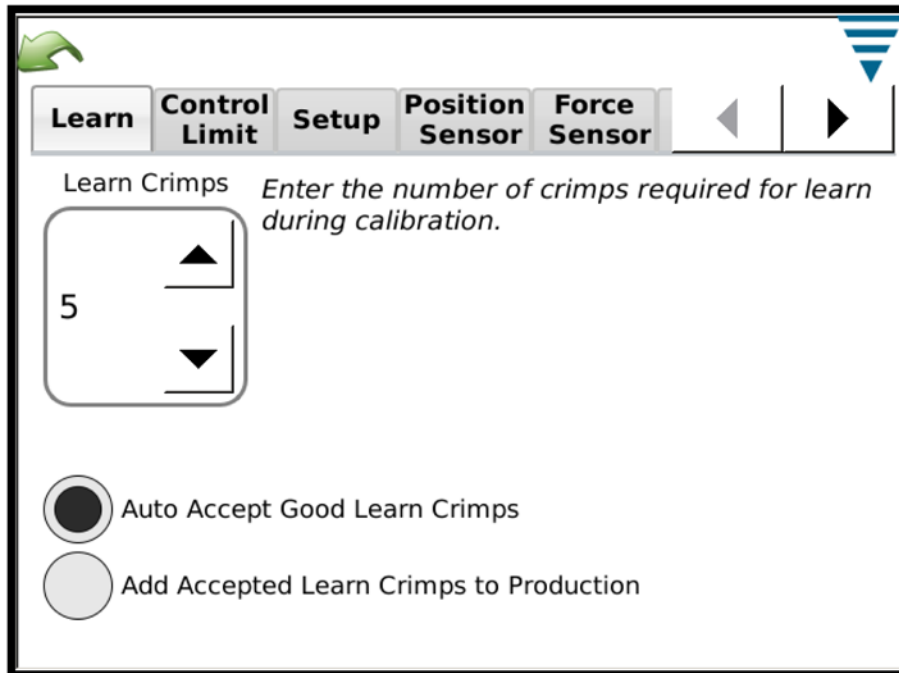 Learn
Control Limit
Setup
Position Sensor
Force Sensor
Learn Crimps
Enter the number of crimps required for learn
during calibration.
5
Auto Accept Good Learn Crimps
Add Accepted Learn Crimps to Production